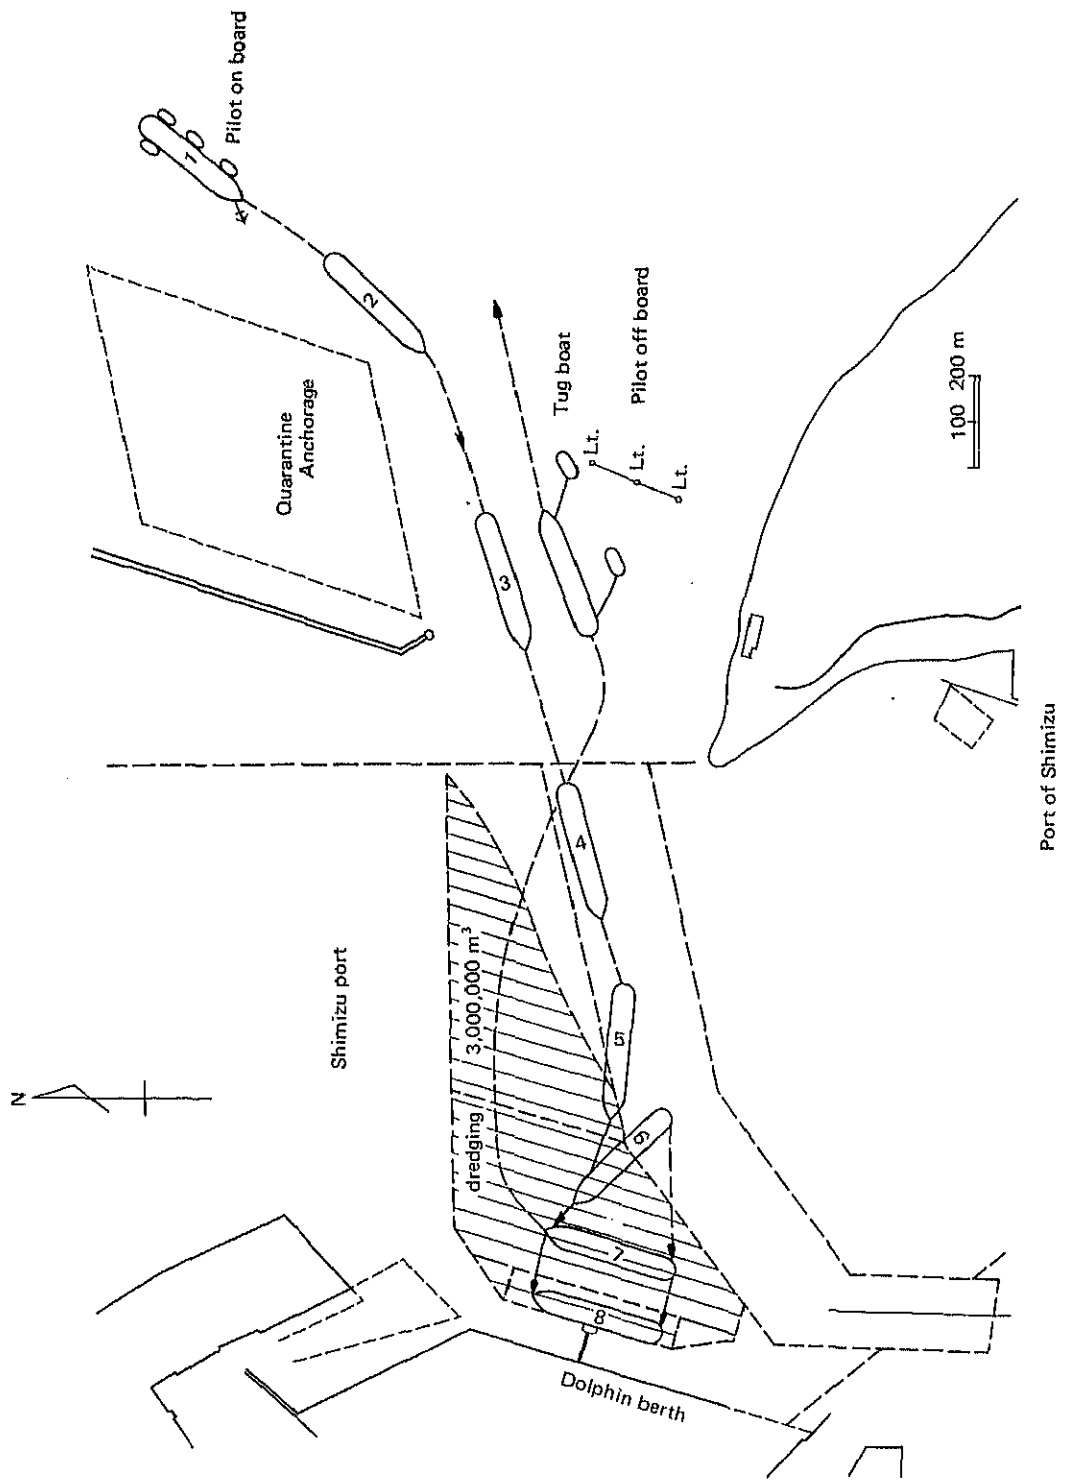 N
Shimizu port
Quarantine
Anchorage
1
Pilot on board
2
3
4
5
6
7
8
dredging 3,000,000 m³
Tug boat
Lt.
Lt.
Lt.
Pilot off board
Dolphin berth
100 200 m
Port of Shimizu